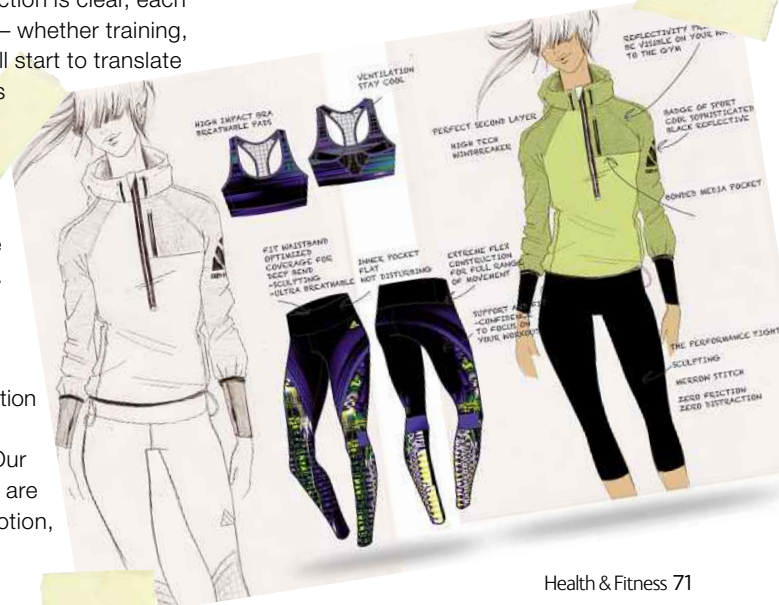 ction is clear, each
– whether training,
ll start to translate
s
e
.
tion
Our
are
otion,
HIGH IMPACT BRA
BREATHABLE PADS
VENTILATION
STAY COOL
FIT WAISTBAND
OPTIMIZED
COVERAGE FOR
DEEP BEND
-SCULPTING
-ULTRA BREATHABLE
INNER POCKET
FLAT
NOT DISTURBING
EXTREME FLEX
CONSTRUCTION
FOR FULL RANGE
OF MOVEMENT
SUPPORT AND
-CONFIDENCE
TO FOCUS ON
YOUR WORKOUT
PERFECT SECOND LAYER
HIGH TECH
WINDBREAKER
REFLECTIVITY
BE VISIBLE ON YOUR WAY
TO THE GYM
BADGE OF SPORT
COOL SOPHISTICATED
BLACK REFLECTIVE
BONDED MEDIA POCKET
THE PERFORMANCE TIGHT
SCULPTING
MERROW STITCH
ZERO FRICTION
ZERO DISTRACTION
Health & Fitness 71